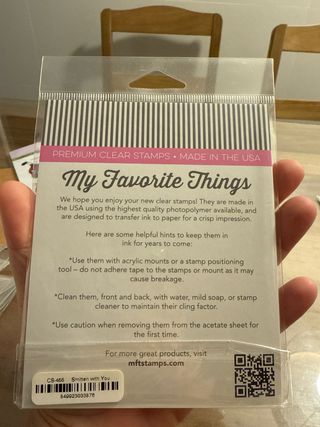 PREMIUM CLEAR STAMPS • MADE IN THE USA
My Favorite Things
We hope you enjoy your new clear stamps! They are made in
the USA using the highest quality photopolymer available, and
are designed to transfer ink to paper for a crisp impression.
Here are some helpful hints to keep them in
ink for years to come:
*Use them with acrylic mounts or a stamp positioning
tool – do not adhere tape to the stamps or mount as it may
cause breakage.
*Clean them, front and back, with water, mild soap, or stamp
cleaner to maintain their cling factor.
*Use caution when removing them from the acetate sheet for
the first time.
For more great products, visit
mftstamps.com
CS-466 Smitten with You
849923033876